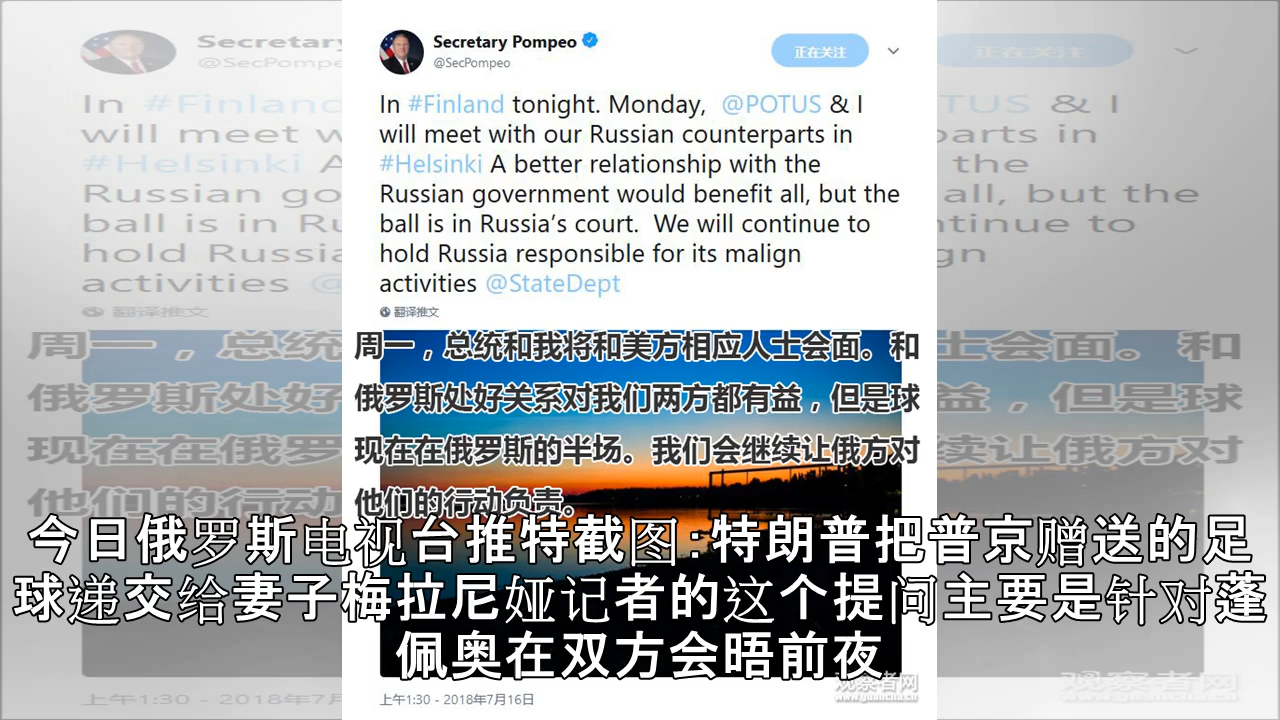 Secretary Pompeo
@SecPompeo
正在关注
In #Finland tonight. Monday, @POTUS & I
will meet with our Russian counterparts in
#Helsinki A better relationship with the
Russian government would benefit all, but the
ball is in Russia's court. We will continue to
hold Russia responsible for its malign
activities @StateDept
翻译推文
周一，总统和我将和美方相应人士会面。和
俄罗斯处好关系对我们两方都有益，但是球
现在在俄罗斯的半场。我们会继续让俄方对
他们的行动负责。
今日俄罗斯电视台推特截图:特朗普把普京赠送的足
球递交给妻子梅拉尼娅记者的这个提问主要是针对蓬
佩奥在双方会晤前夜
上午1:30 - 2018年7月16日
观察者网
www.guancha.cn